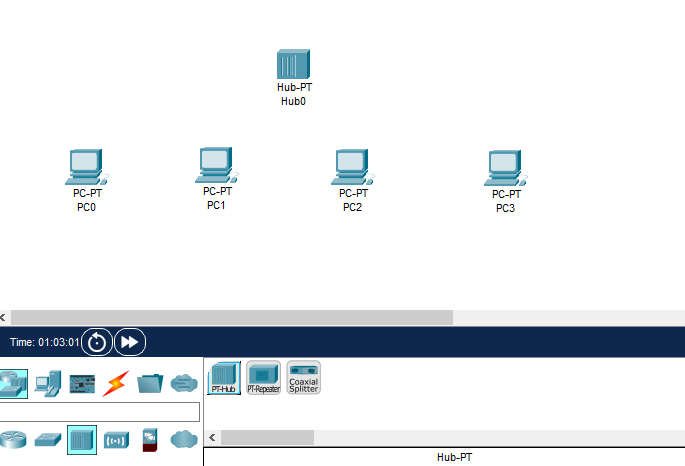 Hub-PT
Hub0
PC-PT
PC0
PC-PT
PC1
PC-PT
PC2
PC-PT
PC3
Time: 01:03:01
PT-Hub
PT-Repeater
Coaxial
Splitter
Hub-PT